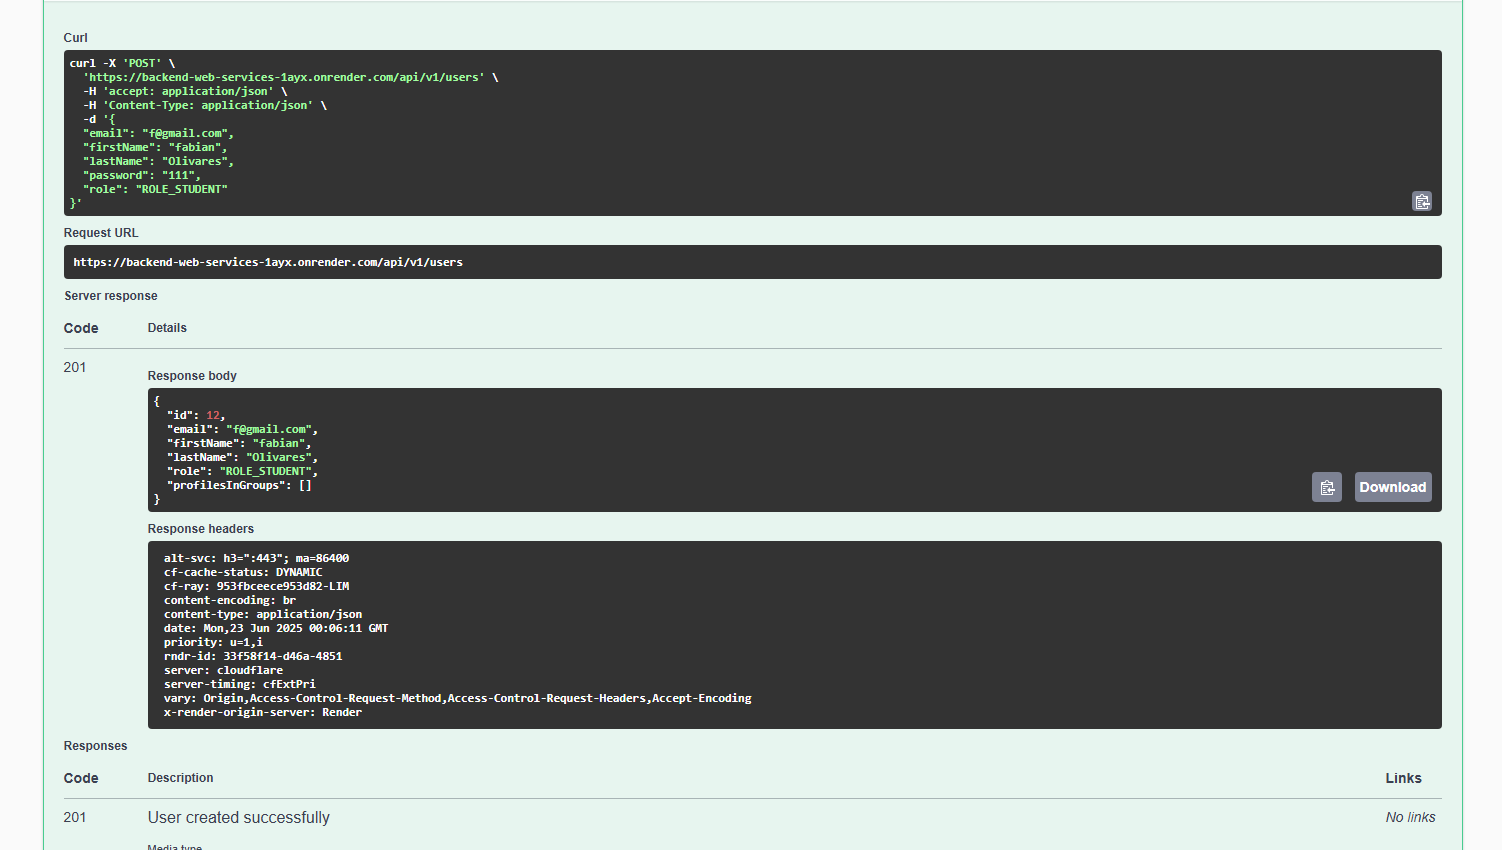 Curl
curl -X 'POST' \
'https://backend-web-services-1ayx.onrender.com/api/v1/users' \
-H 'accept: application/json' \
-H 'Content-Type: application/json' \
-d '{
"email": "f@gmail.com",
"firstName": "fabian",
"lastName": "Olivares",
"password": "111",
"role": "ROLE_STUDENT"
}'
Request URL
https://backend-web-services-1ayx.onrender.com/api/v1/users
Server response
Code Details
201
Response body
{
"id": 12,
"email": "f@gmail.com",
"firstName": "fabian",
"lastName": "Olivares",
"role": "ROLE_STUDENT",
"profilesInGroups": []
}
Download
Response headers
alt-svc: h3=":443"; ma=86400
cf-cache-status: DYNAMIC
cf-ray: 953fbceece953d82-LIM
content-encoding: br
content-type: application/json
date: Mon,23 Jun 2025 00:06:11 GMT
priority: u=1,i
rndr-id: 33f58f14-d46a-4851
server: cloudflare
server-timing: cfExtPri
vary: Origin,Access-Control-Request-Method,Access-Control-Request-Headers,Accept-Encoding
x-render-origin-server: Render
Responses
Code Description Links
201 User created successfully No links
Media type